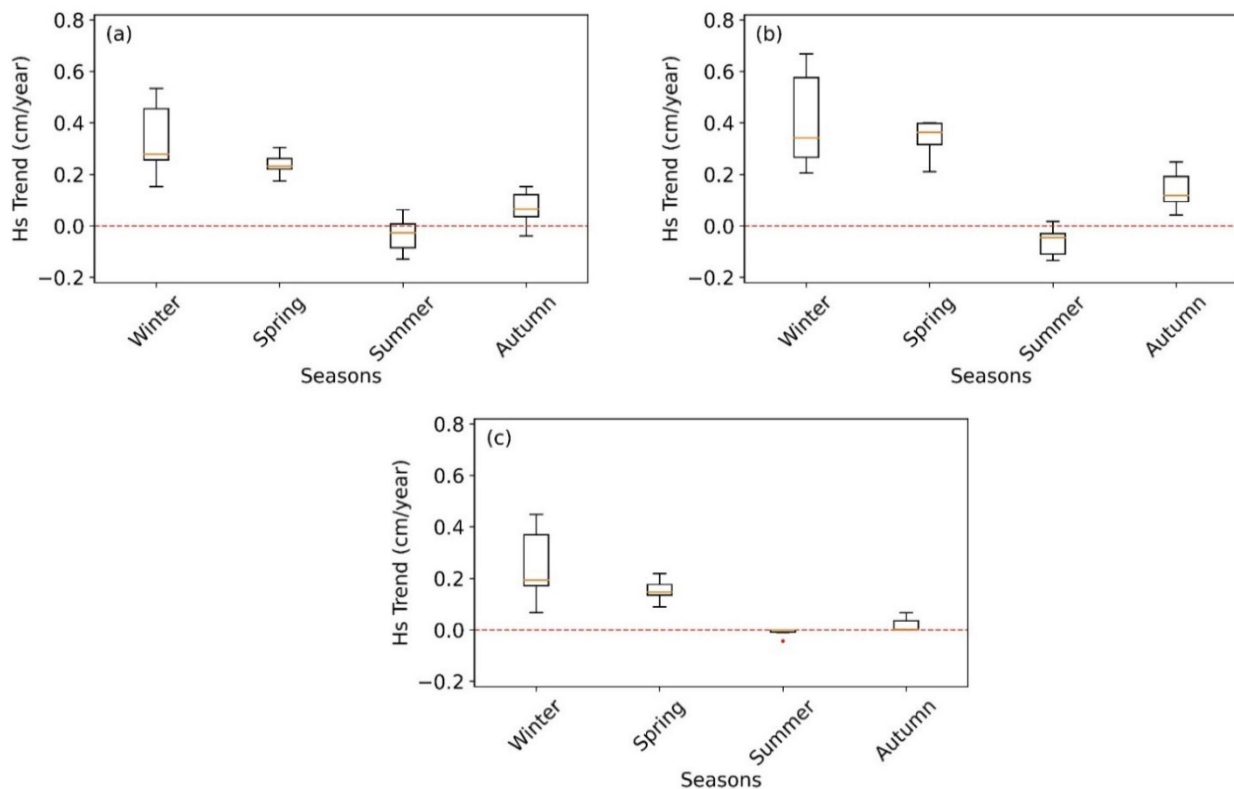 (a)
Hs Trend (cm/year)
0.8
0.6
0.4
0.2
0.0
−0.2
Winter
Spring
Summer
Autumn
Seasons
(b)
Hs Trend (cm/year)
0.8
0.6
0.4
0.2
0.0
−0.2
Winter
Spring
Summer
Autumn
Seasons
(c)
Hs Trend (cm/year)
0.8
0.6
0.4
0.2
0.0
−0.2
Winter
Spring
Summer
Autumn
Seasons